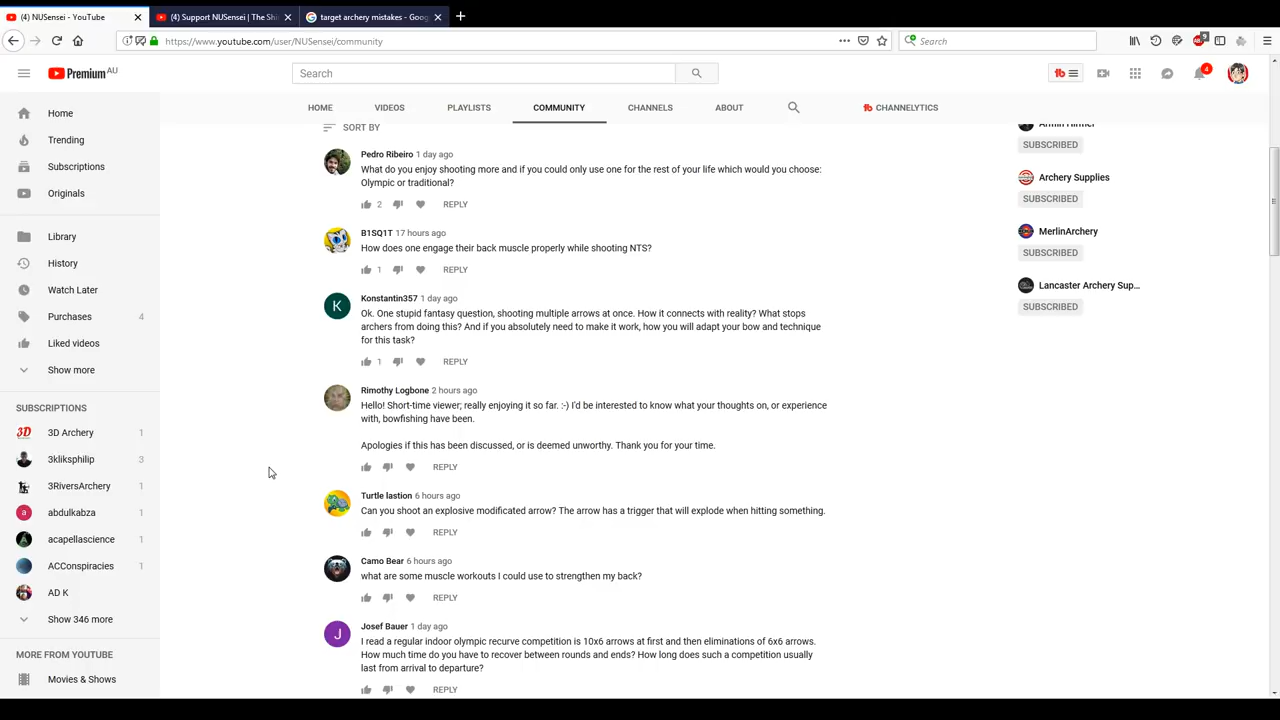 (4) NUSensei - YouTube
(4) Support NUSensei | The Shi
target archery mistakes - Goog
https://www.youtube.com/user/NUSensei/community
Search
9
Premium AU
Search
4
HOME
VIDEOS
PLAYLISTS
COMMUNITY
CHANNELS
ABOUT
CHANNELYTICS
Home
Trending
Subscriptions
Originals
Library
History
Watch Later
Purchases 4
Liked videos
Show more
SUBSCRIPTIONS
3D Archery 1
3kliksphilip 3
3RiversArchery 1
abdulkabza 1
acapellascience 1
ACConspiracies 1
AD K
Show 346 more
MORE FROM YOUTUBE
Movies & Shows
SORT BY
Pedro Ribeiro 1 day ago
What do you enjoy shooting more and if you could only use one for the rest of your life which would you choose:
Olympic or traditional?
2 REPLY
B1SQ1T 17 hours ago
How does one engage their back muscle properly while shooting NTS?
1 REPLY
K
Konstantin357 1 day ago
Ok. One stupid fantasy question, shooting multiple arrows at once. How it connects with reality? What stops
archers from doing this? And if you absolutely need to make it work, how you will adapt your bow and technique
for this task?
1 REPLY
Rimothy Logbone 2 hours ago
Hello! Short-time viewer; really enjoying it so far. :-) I'd be interested to know what your thoughts on, or experience
with, bowfishing have been.
Apologies if this has been discussed, or is deemed unworthy. Thank you for your time.
REPLY
Turtle lastion 6 hours ago
Can you shoot an explosive modificated arrow? The arrow has a trigger that will explode when hitting something.
REPLY
Camo Bear 6 hours ago
what are some muscle workouts I could use to strengthen my back?
REPLY
J
Josef Bauer 1 day ago
I read a regular indoor olympic recurve competition is 10x6 arrows at first and then eliminations of 6x6 arrows.
How much time do you have to recover between rounds and ends? How long does such a competition usually
last from arrival to departure?
REPLY
SUBSCRIBED
Archery Supplies
SUBSCRIBED
MerlinArchery
SUBSCRIBED
Lancaster Archery Sup...
SUBSCRIBED